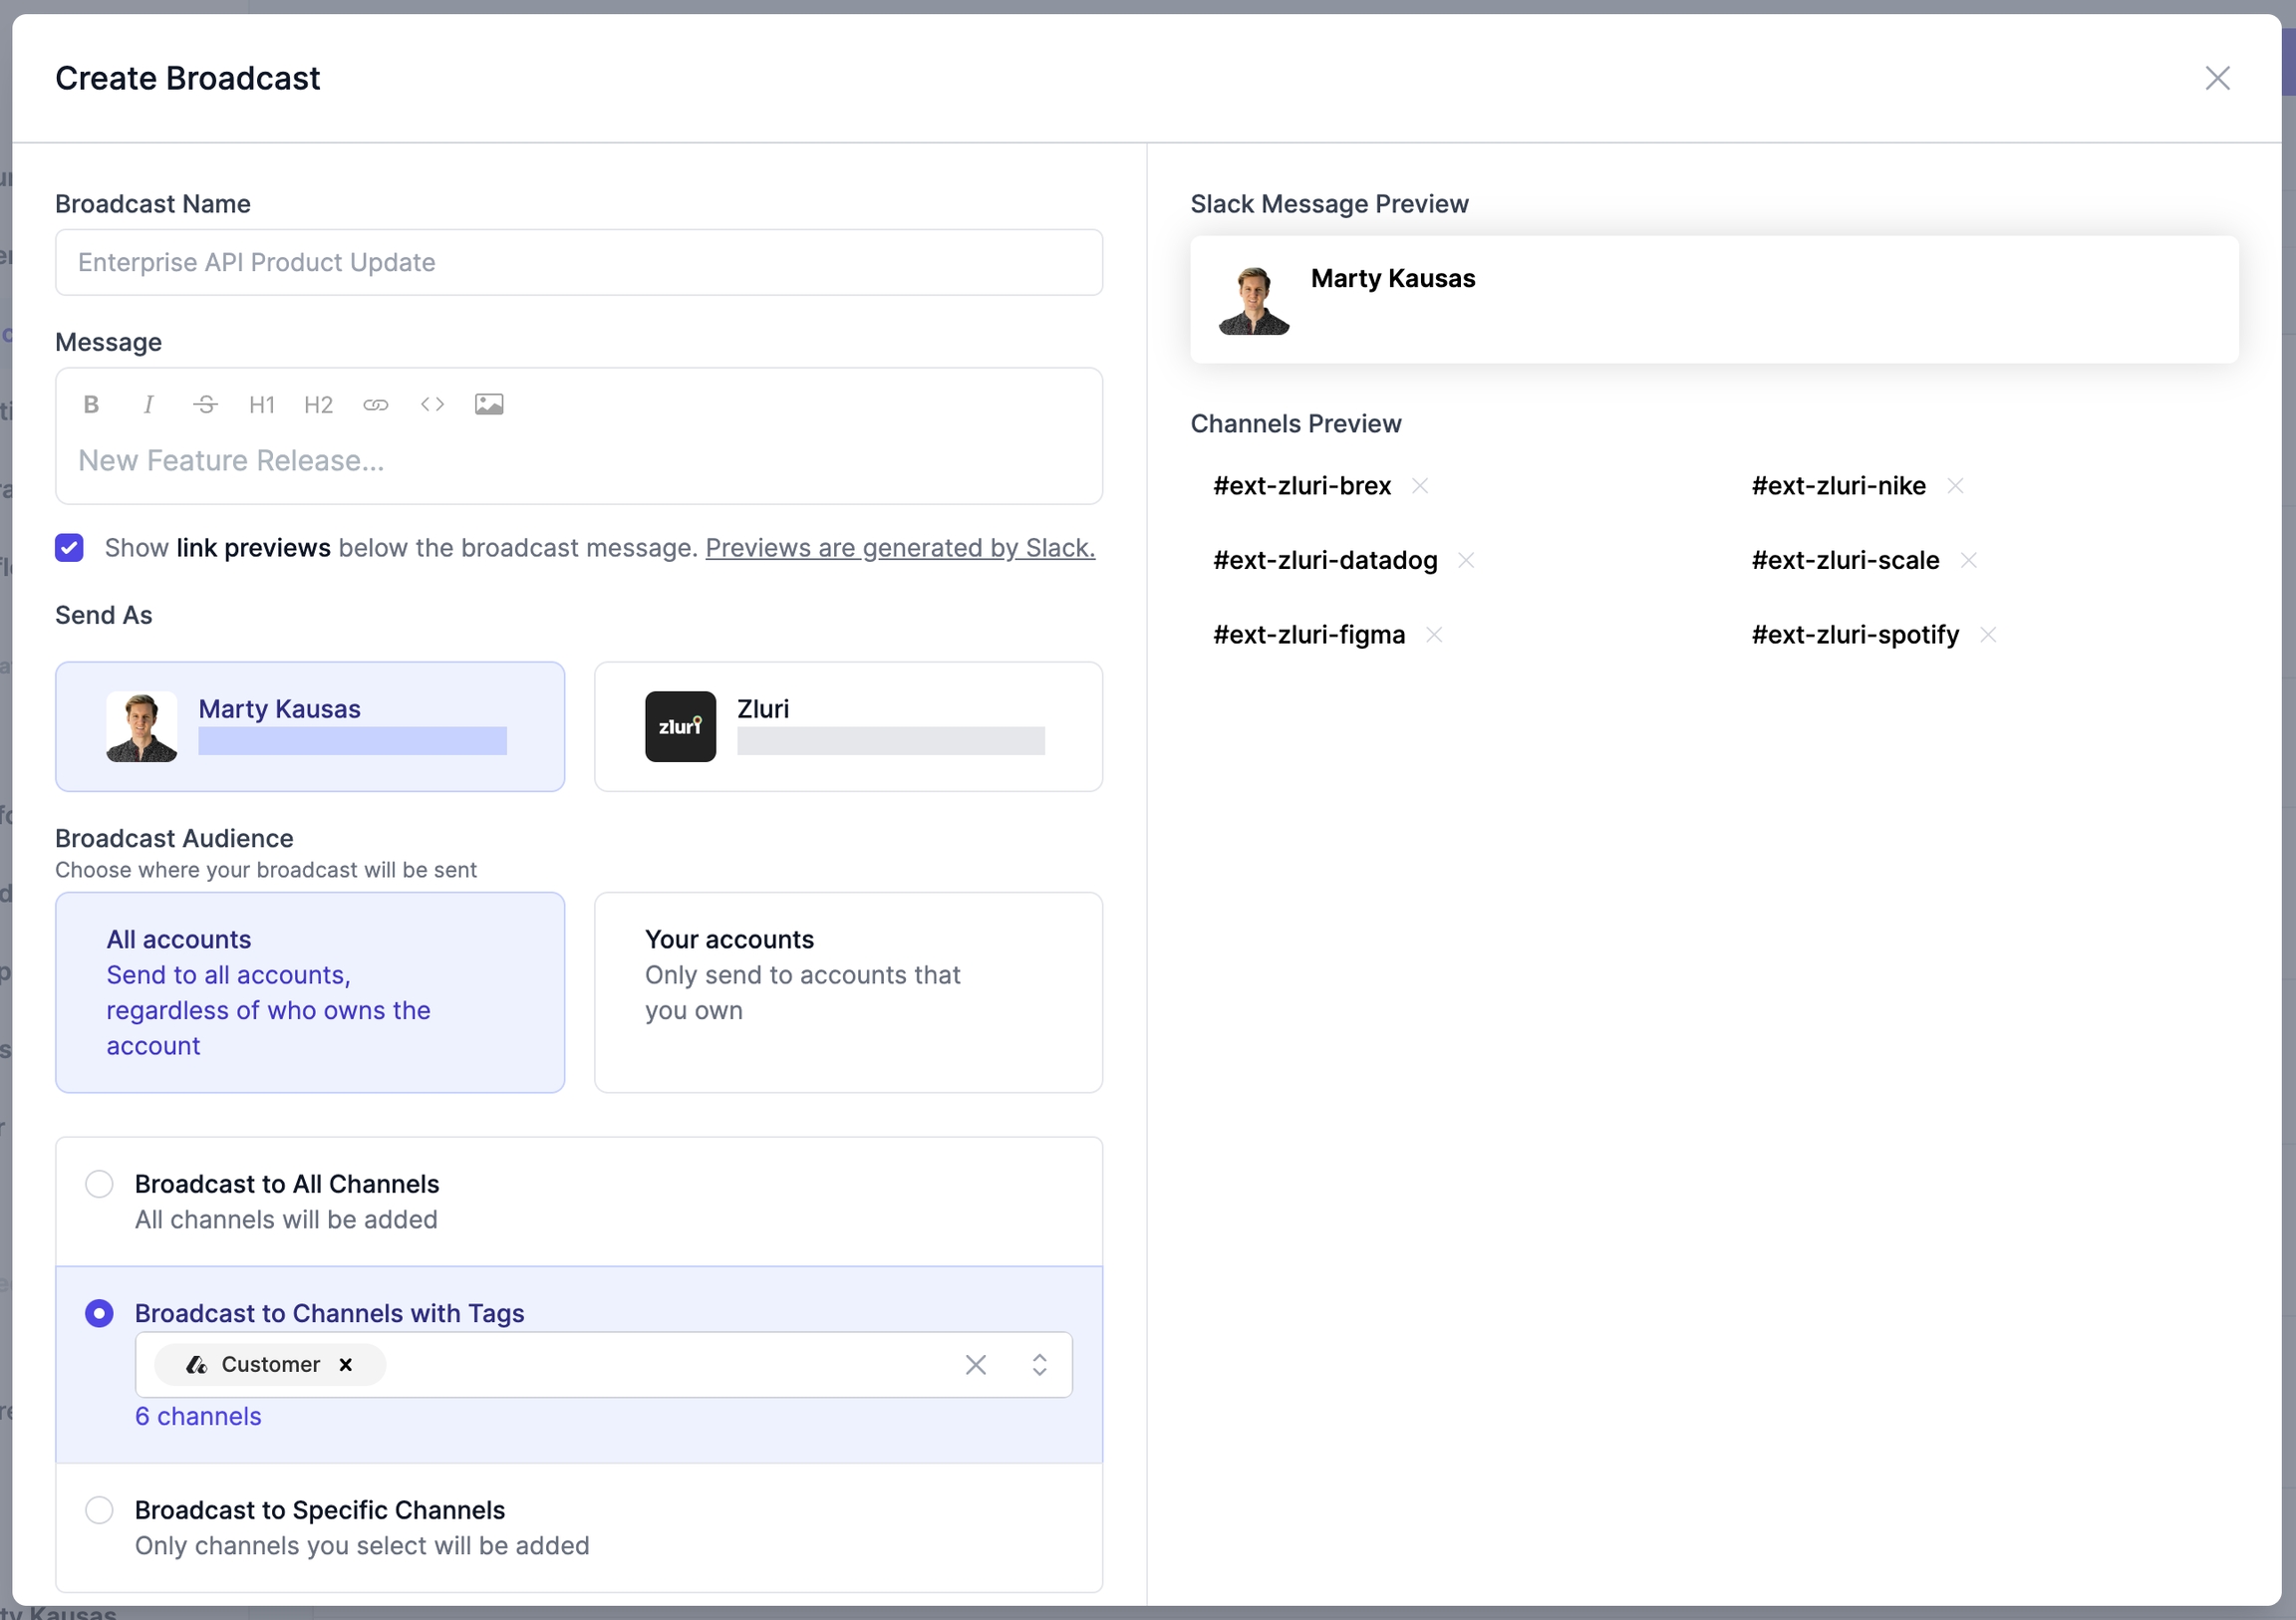 Create Broadcast
Broadcast Name
Enterprise API Product Update
Message
B I S H1 H2
New Feature Release...
Show link previews below the broadcast message. Previews are generated by Slack.
Send As
Marty Kausas
zluri
Zluri
Broadcast Audience
Choose where your broadcast will be sent
All accounts
Send to all accounts,
regardless of who owns the
account
Your accounts
Only send to accounts that
you own
Broadcast to All Channels
All channels will be added
Broadcast to Channels with Tags
Customer
6 channels
Broadcast to Specific Channels
Only channels you select will be added
Slack Message Preview
Marty Kausas
Channels Preview
#ext-zluri-brex
#ext-zluri-nike
#ext-zluri-datadog
#ext-zluri-scale
#ext-zluri-figma
#ext-zluri-spotify